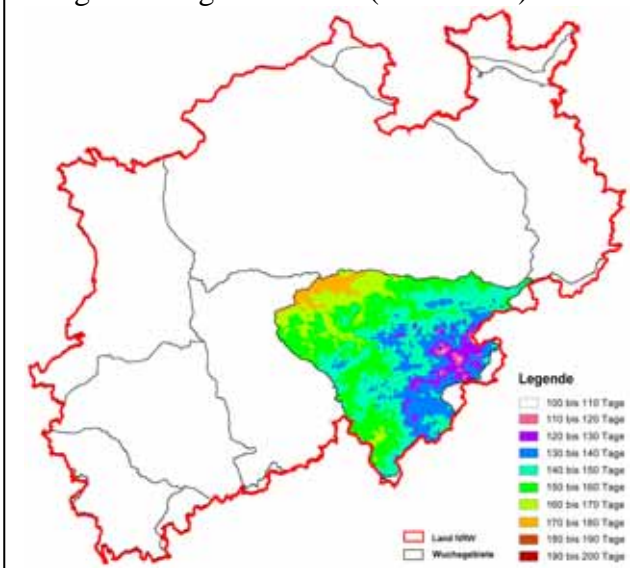 Legende
100 bis 110 Tage
110 bis 120 Tage
120 bis 130 Tage
130 bis 140 Tage
140 bis 150 Tage
150 bis 160 Tage
160 bis 170 Tage
170 bis 180 Tage
180 bis 190 Tage
190 bis 200 Tage
Land NRW
Wuchsgebiete